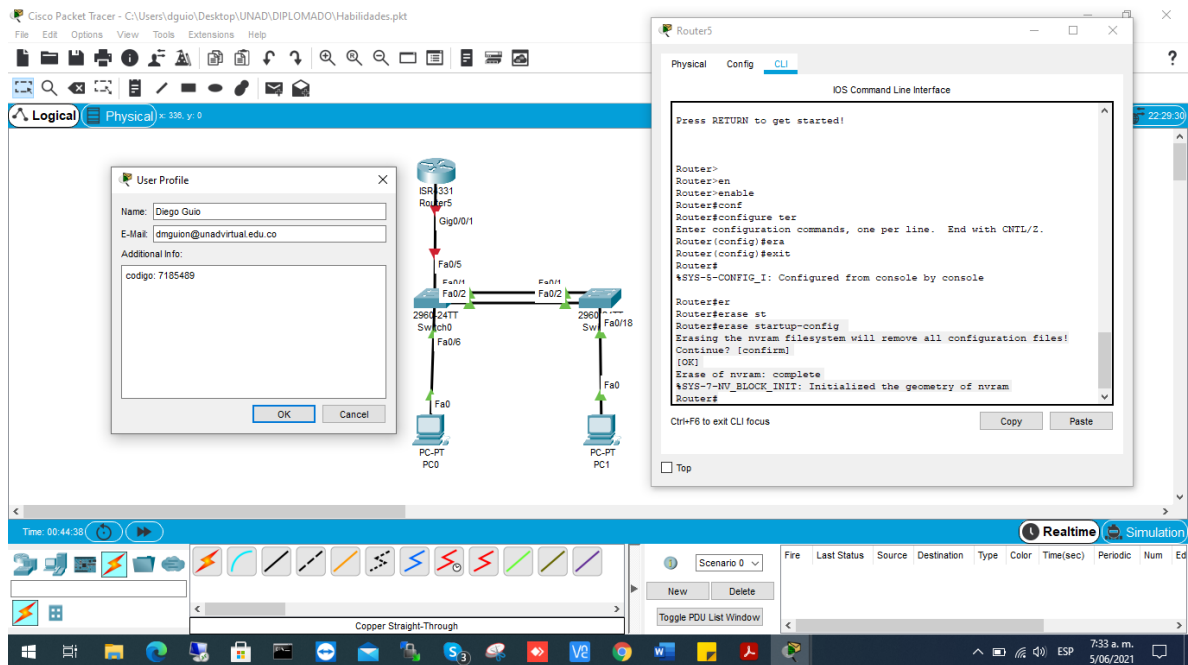 Cisco Packet Tracer - C:\Users\dguio\Desktop\UNAD\DIPLOMADO\Habilidades.pkt
File Edit Options View Tools Extensions Help
?
Logical
Physical
x: 336, y: 0
22:29:30
User Profile
Name: Diego Guio
E-Mail: dmguion@unadvirtual.edu.co
Additional Info:
codigo: 7185489
OK Cancel
Router5
Gig0/0/1
Fa0/5
Fa0/1 Fa0/1
Fa0/2 Fa0/2
2960-24TT
Switch0
Fa0/18
Fa0/6
Fa0
Fa0
PC-PT
PC0
PC-PT
PC1
Router5
Physical Config CLI
IOS Command Line Interface
Press RETURN to get started!
Router>
Router>en
Router>enable
Router#conf
Router#configure ter
Enter configuration commands, one per line. End with CNTL/Z.
Router(config)#era
Router(config)#exit
Router#
%SYS-5-CONFIG_I: Configured from console by console
Router#er
Router#erase st
Router#erase startup-config
Erasing the nvram filesystem will remove all configuration files!
Continue? [confirm]
[OK]
Erase of nvram: complete
%SYS-7-NV_BLOCK_INIT: Initialized the geometry of nvram
Router#
Ctrl+F6 to exit CLI focus
Copy Paste
Top
Time: 00:44:38
Realtime
Simulation
Copper Straight-Through
Scenario 0
New Delete
Toggle PDU List Window
Fire Last Status Source Destination Type Color Time(sec) Periodic Num Ed
ESP
7:33 a. m.
5/06/2021